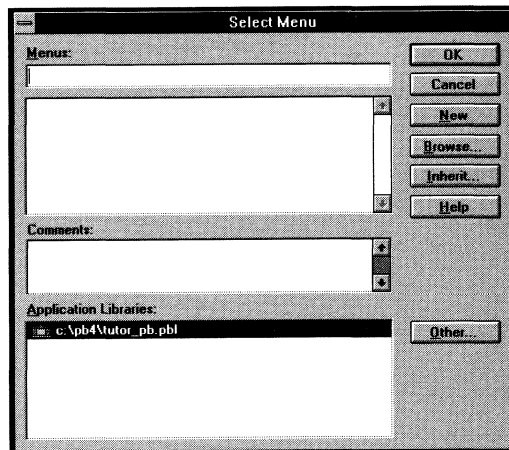 Select Menu
Menus:
OK
Cancel
New
Browse...
Inherit...
Help
Comments:
Application Libraries:
c:\pb4\tutor_pb.pbl
Other...